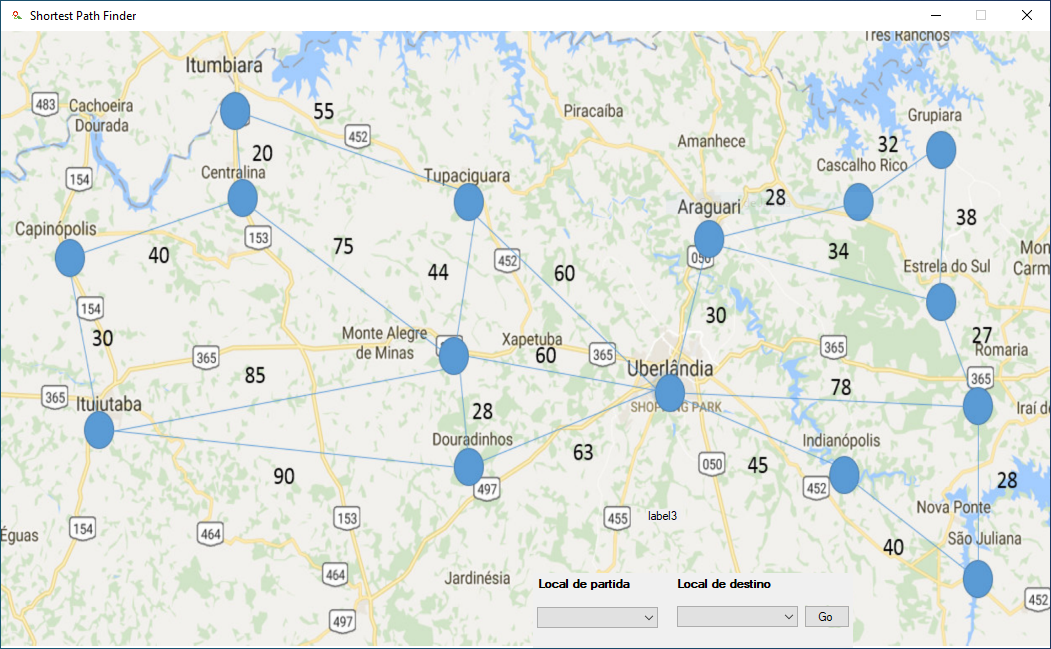 Shortest Path Finder
Três Ranchos
Itumbiara
483
Cachoeira
Dourada
55
452
Piracaíba
Grupiara
Amanhece
32
20
Cascalho Rico
Centralina
154
Tupaciguara
28
Araguari
38
Capinópolis
153
75
40
44
452
60
050
34
Mon
Carm
Estrela do Sul
154
30
30
Monte Alegre
de Minas
Xapetuba
27
Romaria
365
60
365
365
85
Uberlândia
365
78
365
Ituiutaba
SHOPPING PARK
Iraí de
28
Douradinhos
Indianópolis
63
050
45
90
497
452
28
Nova Ponte
153
455
label3
154
464
Éguas
São Juliana
40
464
Jardinésia
Local de partida
Local de destino
452
497
Go